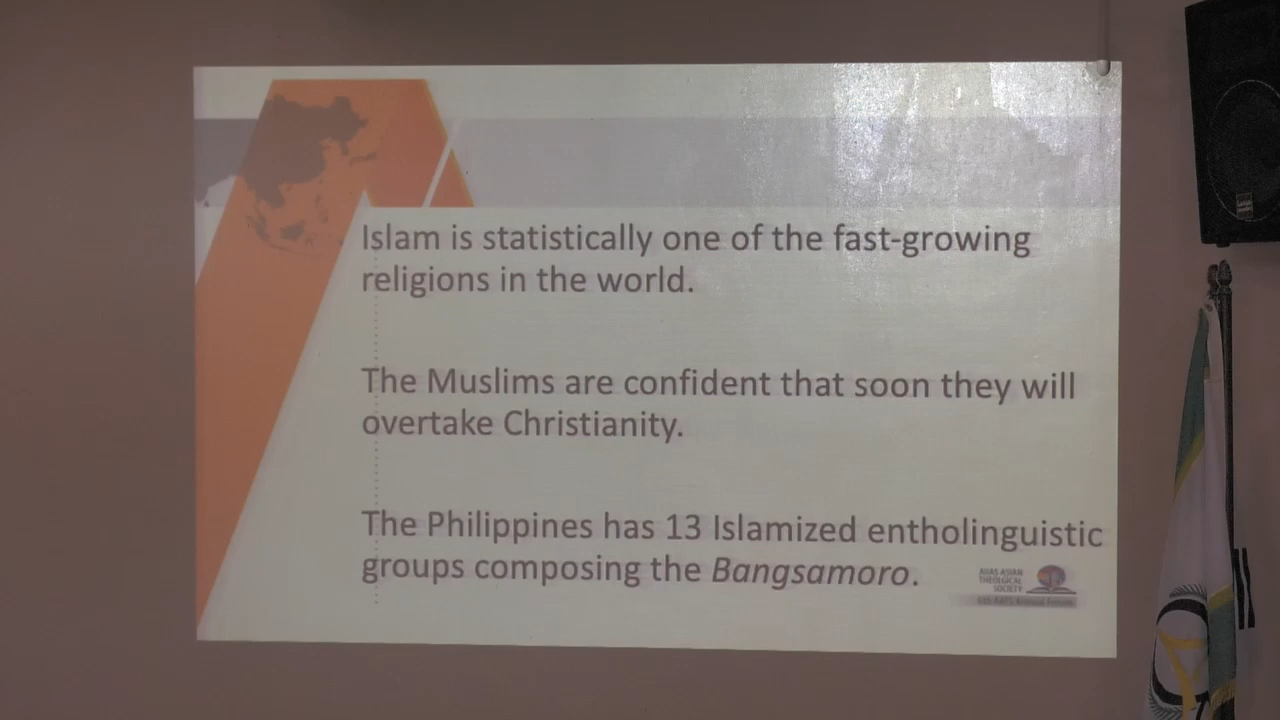 Islam is statistically one of the fast-growing
religions in the world.
The Muslims are confident that soon they will
overtake Christianity.
The Philippines has 13 Islamized entholinguistic
groups composing the Bangsamoro.
ASIAN
THEOLOGICAL
SOCIETY